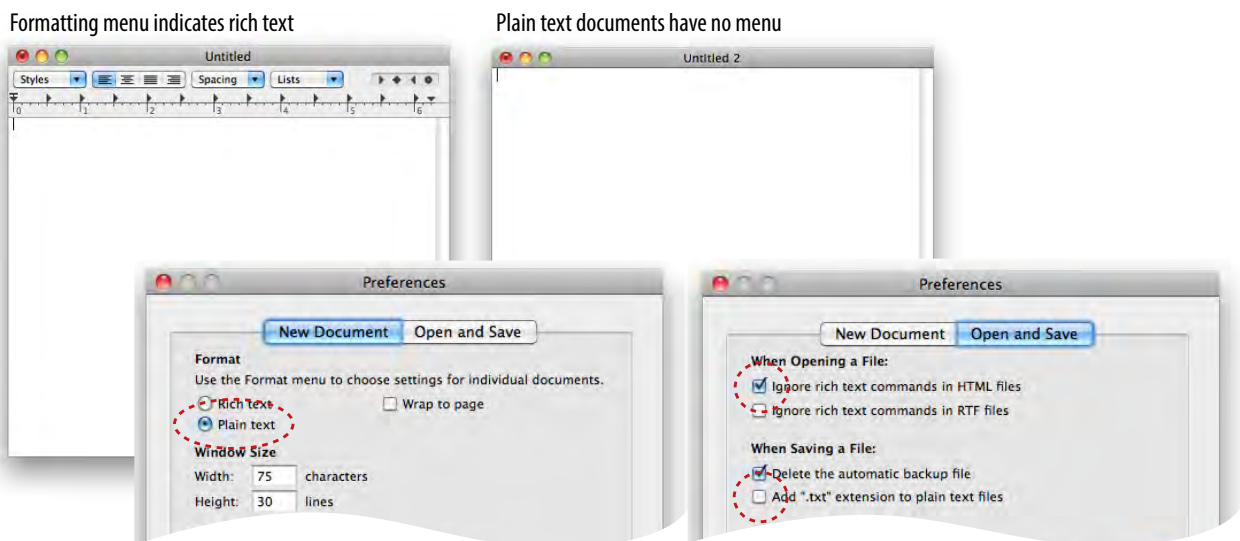 Formatting menu indicates rich text
Plain text documents have no menu
Untitled
Styles Spacing Lists
0 1 2 3 4 5 6
Untitled 2
Preferences
New Document Open and Save
Format
Use the Format menu to choose settings for individual documents.
Rich text Wrap to page
Plain text
Window Size
Width: 75 characters
Height: 30 lines
Preferences
New Document Open and Save
When Opening a File:
Ignore rich text commands in HTML files
Ignore rich text commands in RTF files
When Saving a File:
Delete the automatic backup file
Add ".txt" extension to plain text files